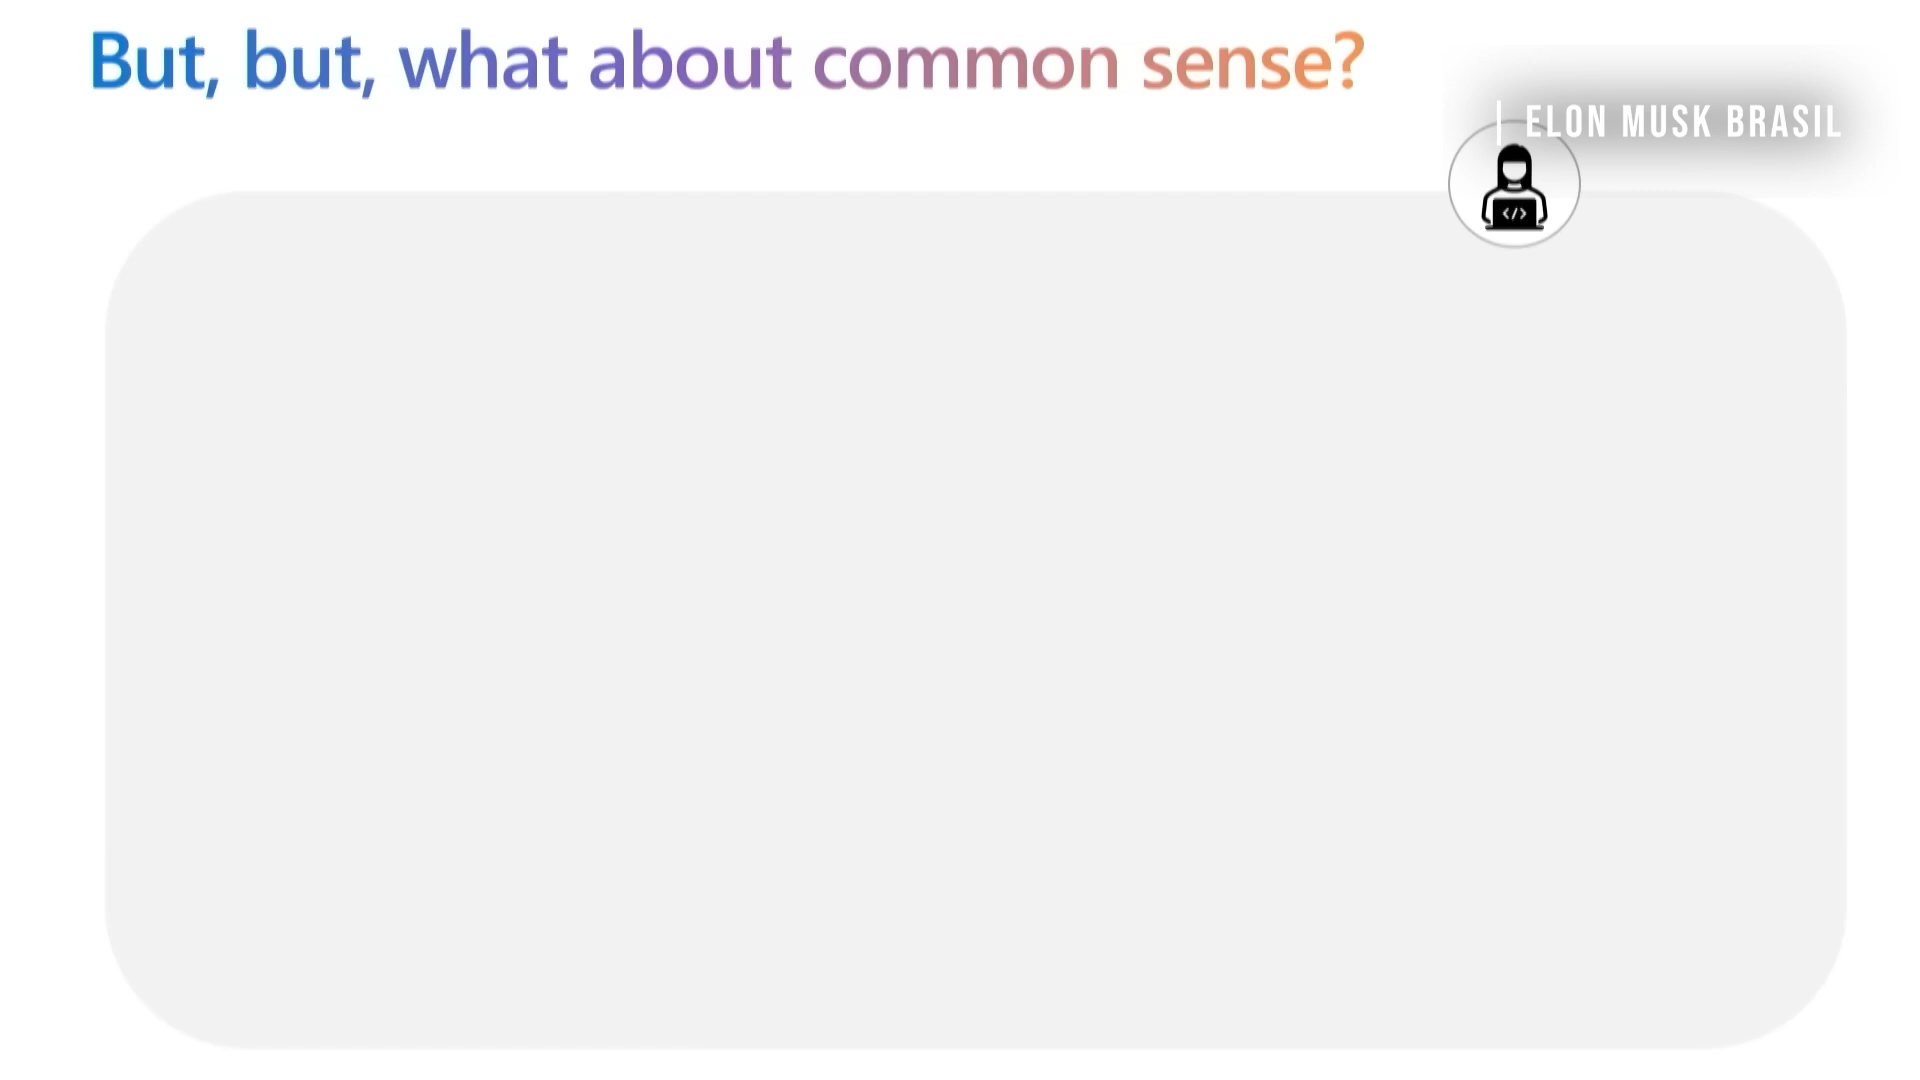 But, but, what about common sense?
| ELON MUSK BRASIL
</>